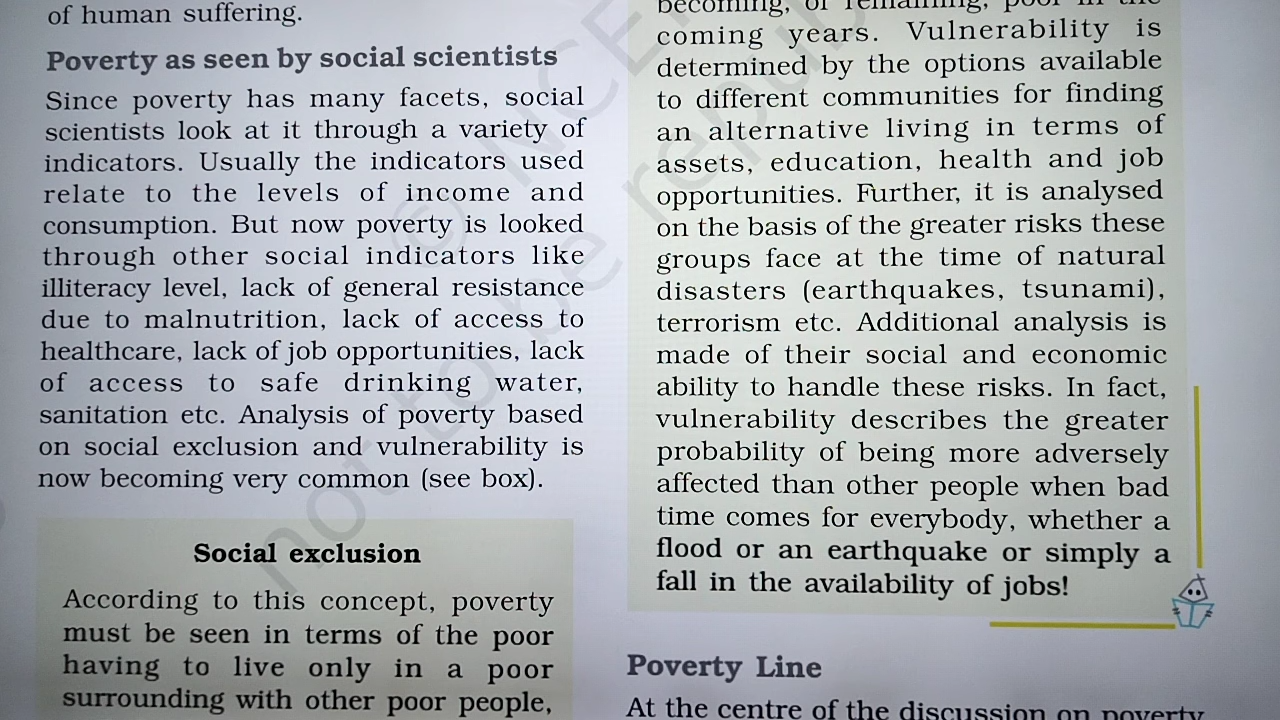 of human suffering.
Poverty as seen by social scientists
Since poverty has many facets, social
scientists look at it through a variety of
indicators. Usually the indicators used
relate to the levels of income and
consumption. But now poverty is looked
through other social indicators like
illiteracy level, lack of general resistance
due to malnutrition, lack of access to
healthcare, lack of job opportunities, lack
of access to safe drinking water,
sanitation etc. Analysis of poverty based
on social exclusion and vulnerability is
now becoming very common (see box).
Social exclusion
According to this concept, poverty
must be seen in terms of the poor
having to live only in a poor
surrounding with other poor people,
becoming, or remaining, poor in the
coming years. Vulnerability is
determined by the options available
to different communities for finding
an alternative living in terms of
assets, education, health and job
opportunities. Further, it is analysed
on the basis of the greater risks these
groups face at the time of natural
disasters (earthquakes, tsunami),
terrorism etc. Additional analysis is
made of their social and economic
ability to handle these risks. In fact,
vulnerability describes the greater
probability of being more adversely
affected than other people when bad
time comes for everybody, whether a
flood or an earthquake or simply a
fall in the availability of jobs!
Poverty Line
At the centre of the discussion on poverty
© NCE
not to be repub